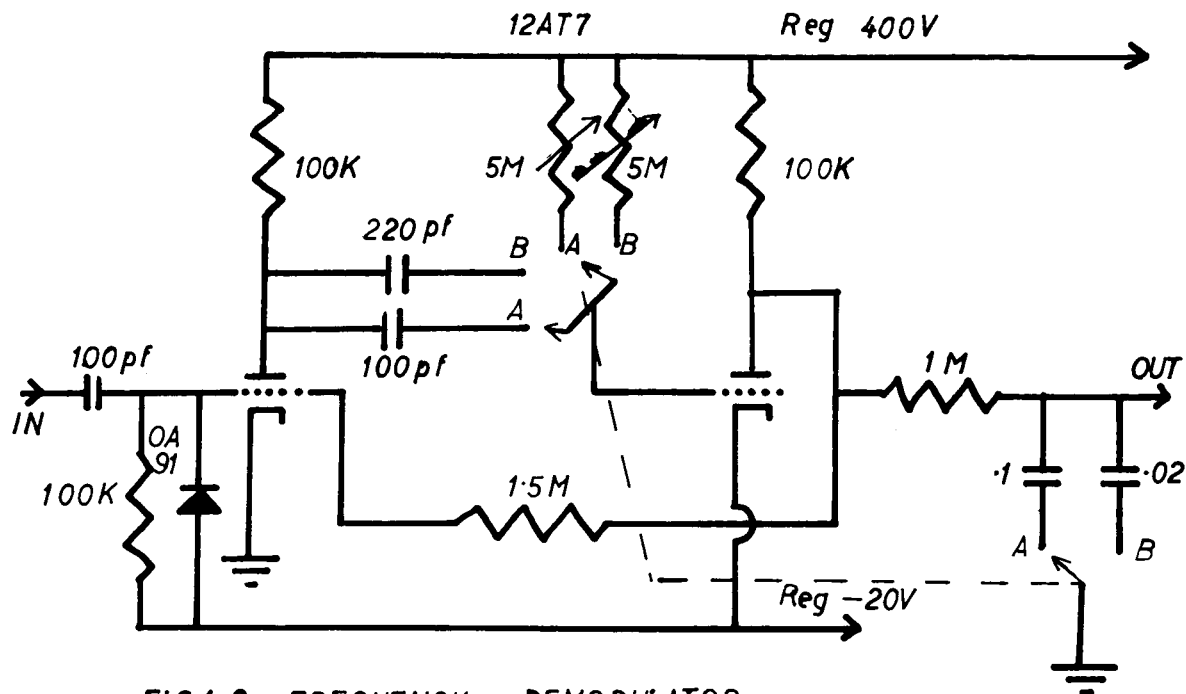 12AT7
Reg 400V
100K
5M
5M
100K
220pf
B
A
B
A
100pf
100pf
1M
OUT
IN
OA
91
100K
1·5M
·1
·02
A
B
Reg -20V